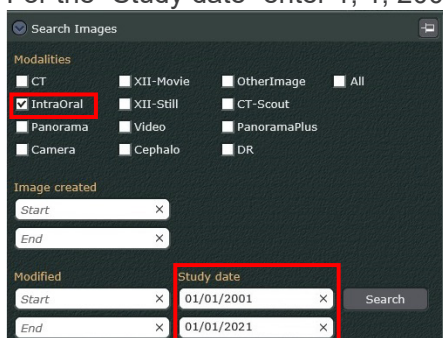 For the "Study date" enter 1, 1, 200
Search Images
Modalities
CT XII-Movie OtherImage All
IntraOral XII-Still CT-Scout
Panorama Video PanoramaPlus
Camera Cephalo DR
Image created
Start
End
Modified Study date
Start 01/01/2001 Search
End 01/01/2021